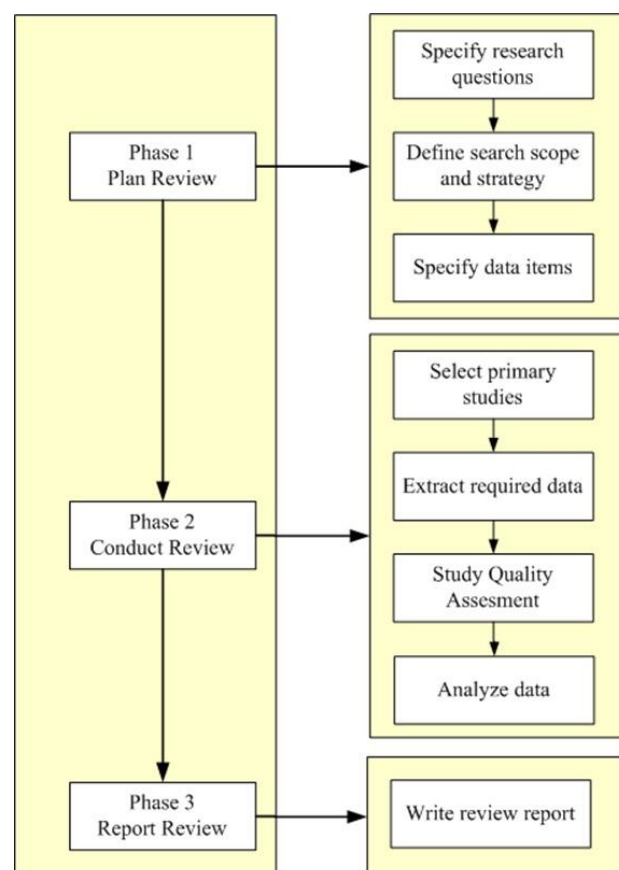 Phase 1
Plan Review
Specify research
questions
Define search scope
and strategy
Specify data items
Phase 2
Conduct Review
Select primary
studies
Extract required data
Study Quality
Assesment
Analyze data
Phase 3
Report Review
Write review report